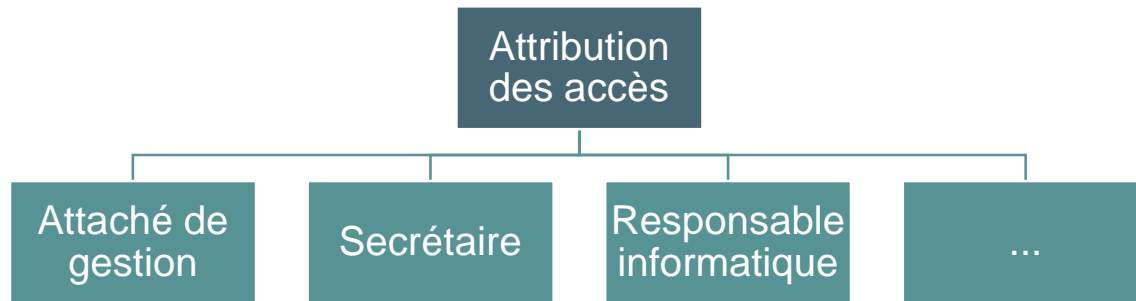 Attribution
des accès
Attaché de
gestion
Secrétaire
Responsable
informatique
...